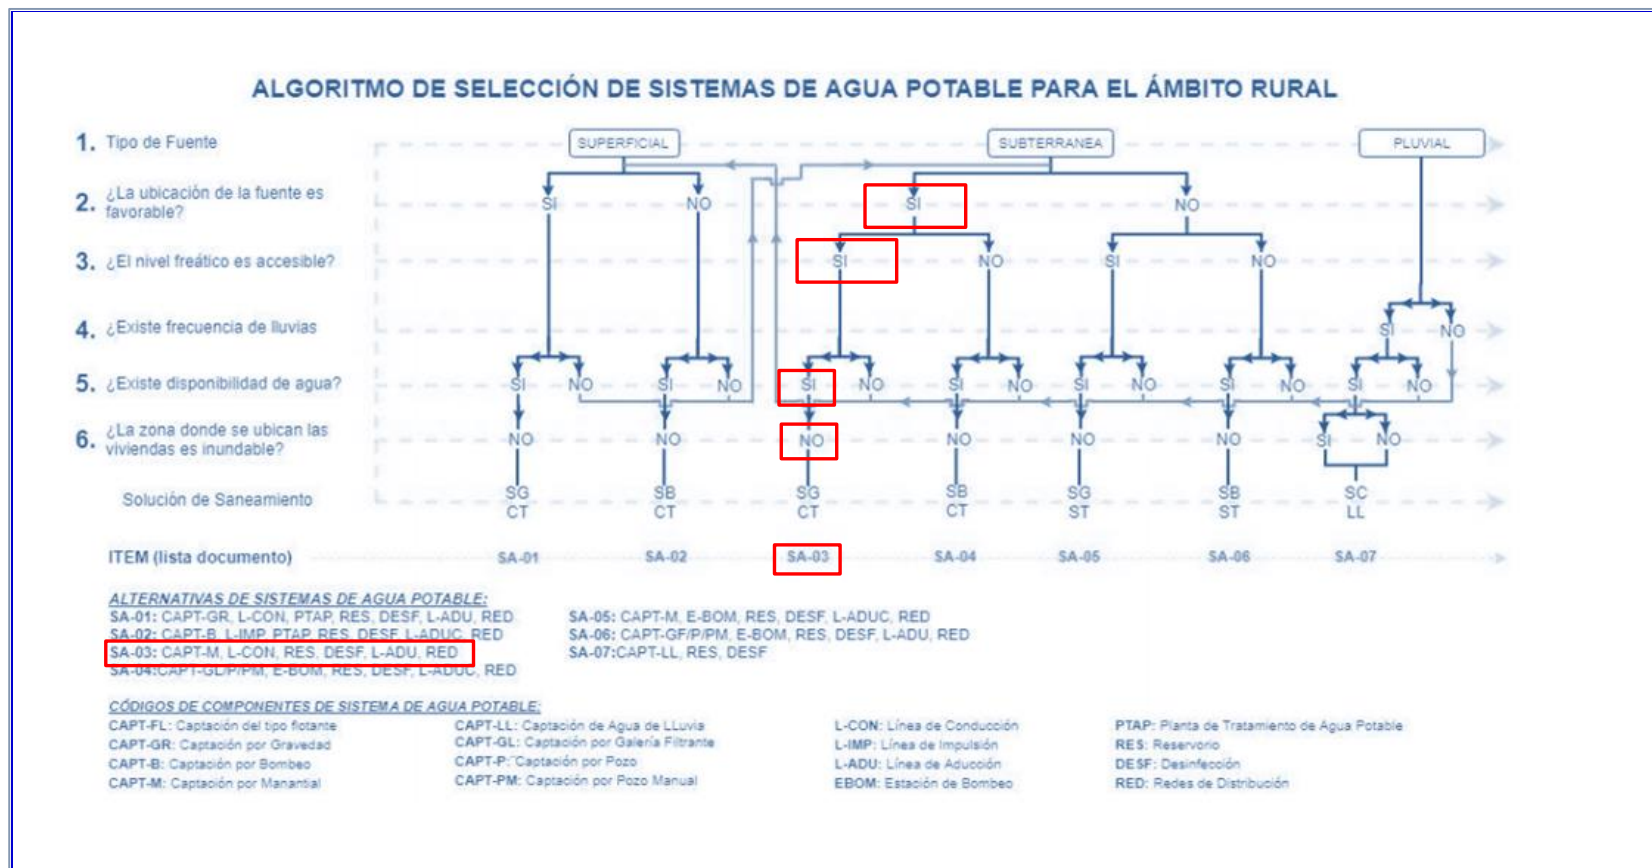 ALGORITMO DE SELECCIÓN DE SISTEMAS DE AGUA POTABLE PARA EL ÁMBITO RURAL
1. Tipo de Fuente SUPERFICIAL SUBTERRANEA PLUVIAL
2. ¿La ubicación de la fuente es favorable? SI NO SI NO
3. ¿El nivel freático es accesible? SI NO SI NO
4. ¿Existe frecuencia de lluvias SI NO
5. ¿Existe disponibilidad de agua? SI NO SI NO SI NO SI NO SI NO SI NO SI NO
6. ¿La zona donde se ubican las viviendas es inundable? NO NO NO NO NO NO SI NO
Solución de Saneamiento SG SB SG SB SG SB SC
CT CT CT CT ST ST LL
ITEM (lista documento) SA-01 SA-02 SA-03 SA-04 SA-05 SA-06 SA-07
ALTERNATIVAS DE SISTEMAS DE AGUA POTABLE:
SA-01: CAPT-GR, L-CON, PTAP, RES, DESF, L-ADU, RED
SA-02: CAPT-B, L-IMP, PTAP, RES, DESF, L-ADUC, RED
SA-03: CAPT-M, L-CON, RES, DESF, L-ADU, RED
SA-04:CAPT-GL/P/PM, E-BOM, RES, DESF, L-ADUC, RED
SA-05: CAPT-M, E-BOM, RES, DESF, L-ADUC, RED
SA-06: CAPT-GF/P/PM, E-BOM, RES, DESF, L-ADU, RED
SA-07:CAPT-LL, RES, DESF
CÓDIGOS DE COMPONENTES DE SISTEMA DE AGUA POTABLE:
CAPT-FL: Captación del tipo flotante
CAPT-GR: Captación por Gravedad
CAPT-B: Captación por Bombeo
CAPT-M: Captación por Manantial
CAPT-LL: Captación de Agua de LLuvia
CAPT-GL: Captación por Galería Filtrante
CAPT-P: Captación por Pozo
CAPT-PM: Captación por Pozo Manual
L-CON: Línea de Conducción
L-IMP: Línea de Impulsión
L-ADU: Línea de Aducción
EBOM: Estación de Bombeo
PTAP: Planta de Tratamiento de Agua Potable
RES: Reservorio
DESF: Desinfección
RED: Redes de Distribución